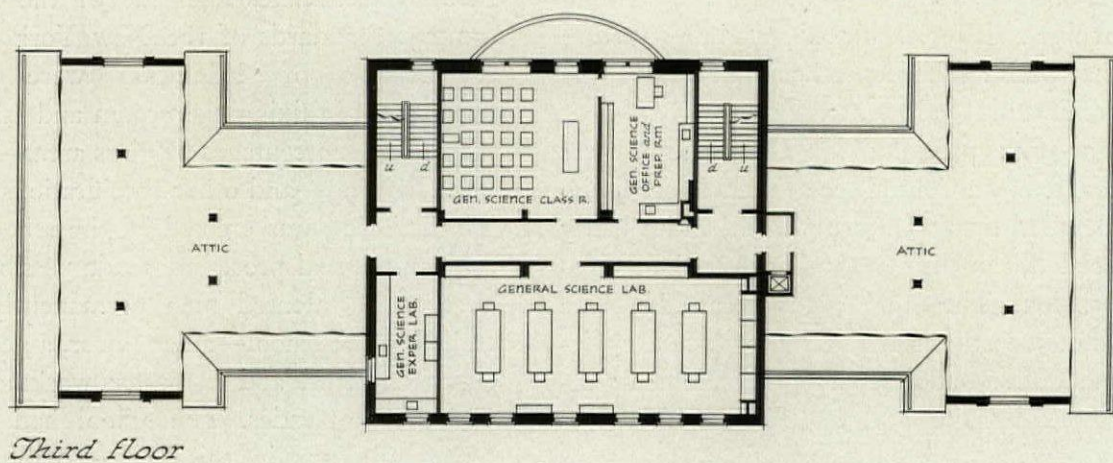 GEN. SCIENCE
OFFICE and
PREP. RM
u d
d u
GEN. SCIENCE CLASS R.
ATTIC
ATTIC
GENERAL SCIENCE LAB.
GEN. SCIENCE
EXPER. LAB.
Third floor